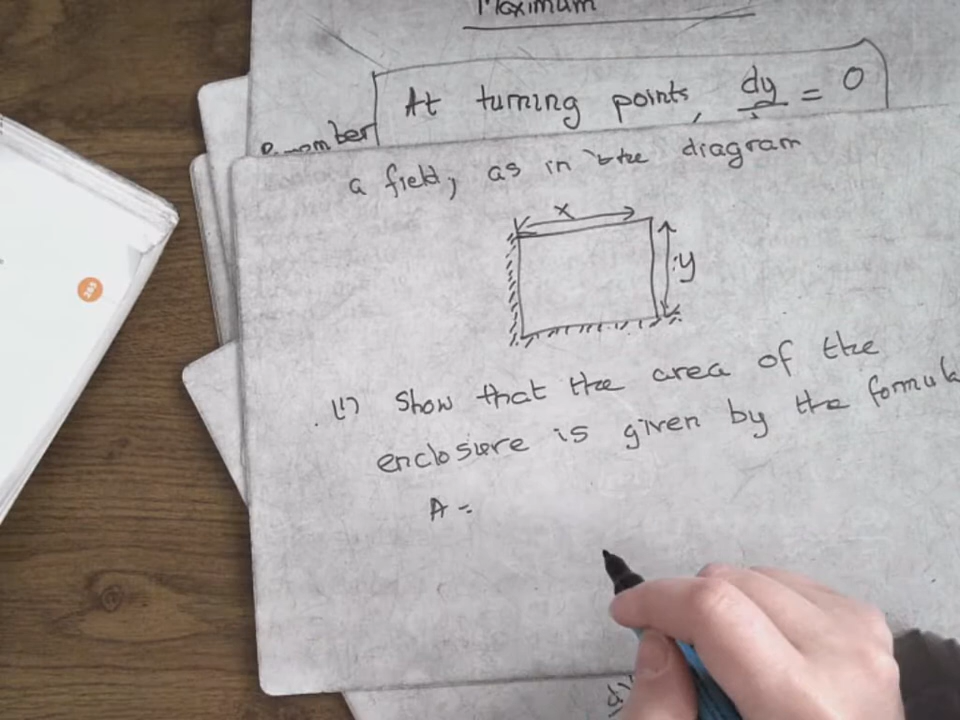 Maximum
At turning points, dy = 0
a field, as in the diagram
x
y
(i) Show that the area of the
enclosure is given by the formula
A =